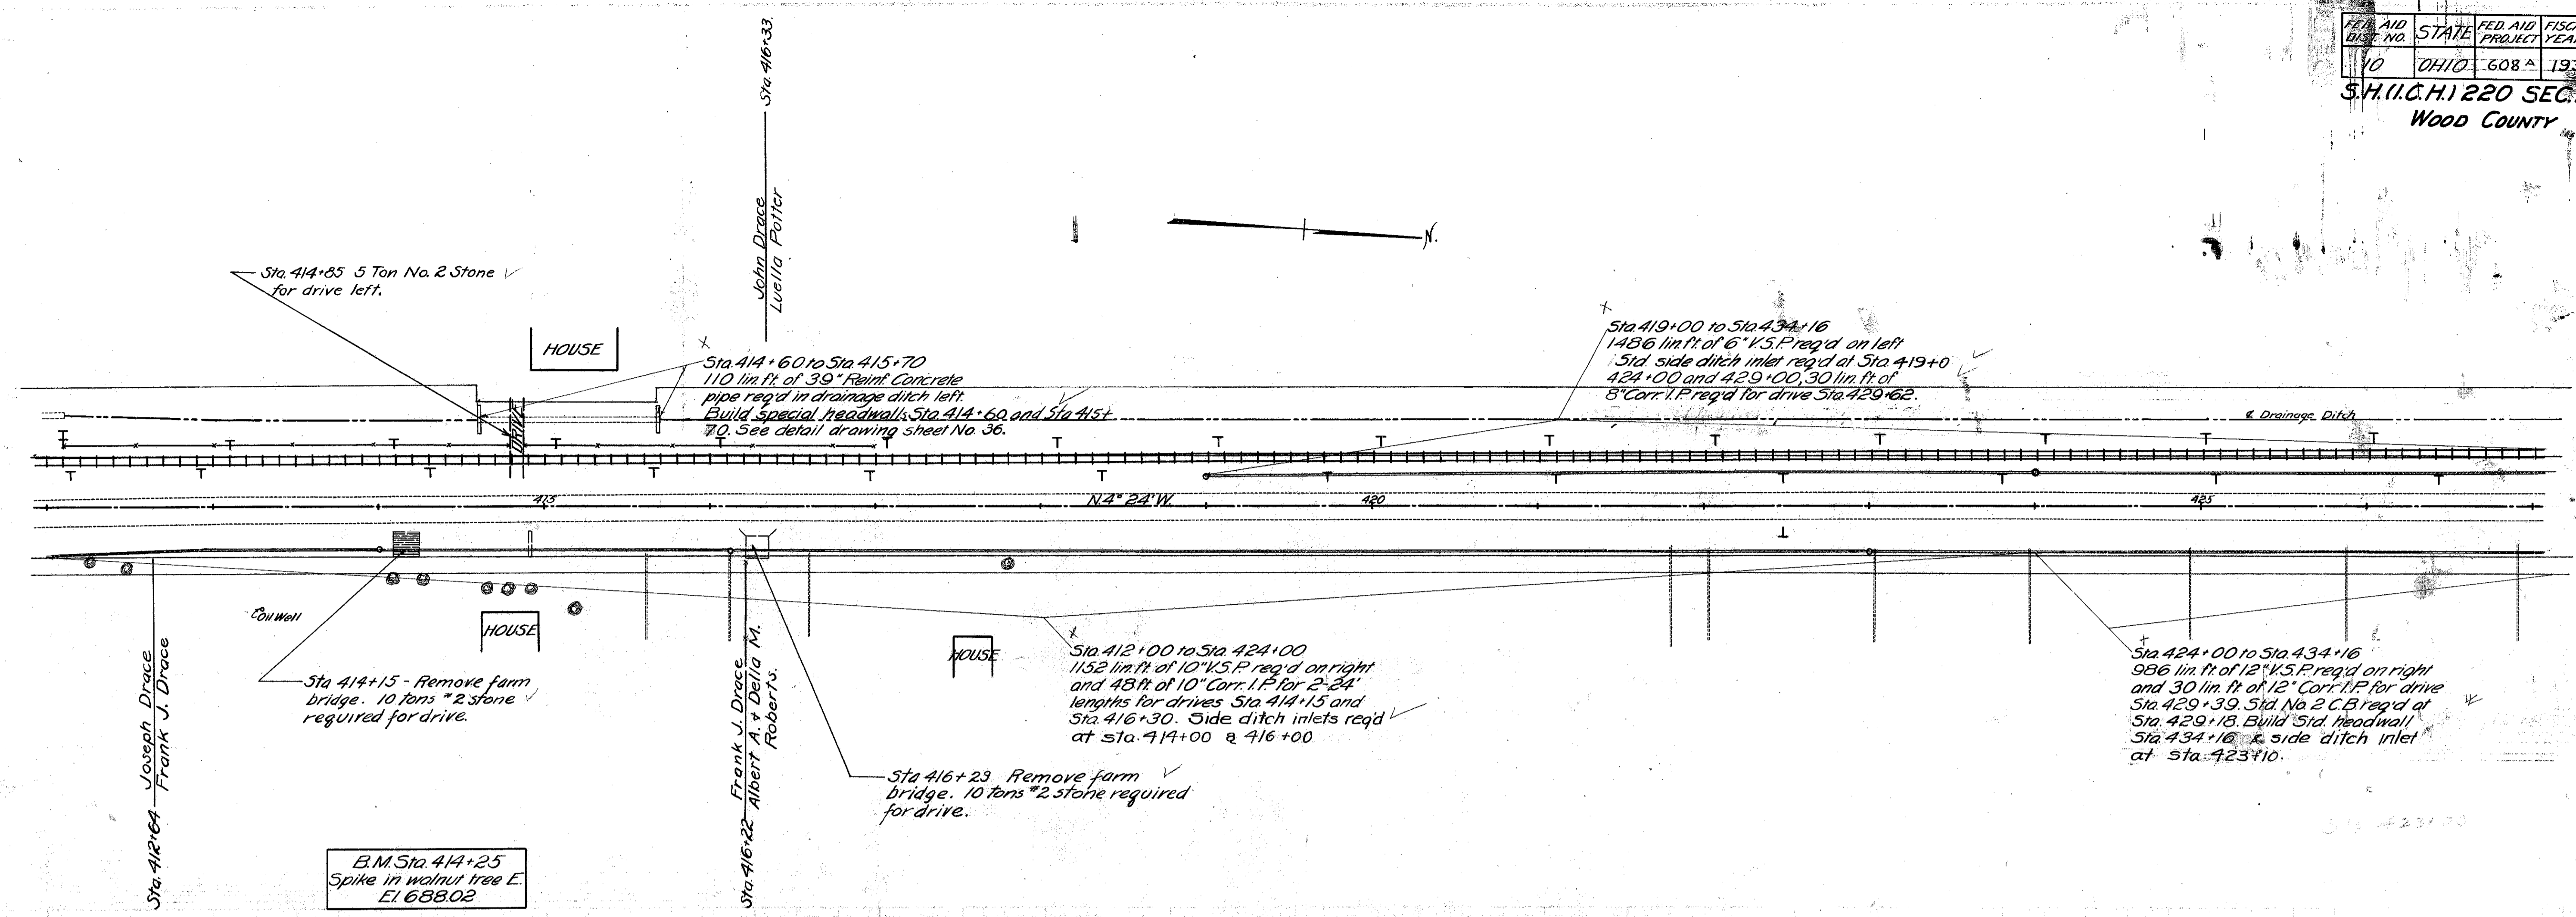 FED. AID DIST. NO. STATE FED. AID PROJECT
10 OHIO 608 A
S.H.(I.C.H.) 220 SEC.
WOOD COUNTY
Sta. 416+33.
John Drace
Luella Potter
N.
Sta. 414+85 5 Ton No. 2 Stone
for drive left.
HOUSE
Sta. 414+60 to Sta. 415+70
110 lin. ft. of 39" Reinf. Concrete
pipe req'd in drainage ditch left.
Build special headwalls Sta. 414+60 and Sta 415+
70. See detail drawing sheet No. 36.
Sta. 419+00 to Sta. 434+16
1486 lin. ft. of 6" V.S.P. req'd on left
Std. side ditch inlet req'd at Sta. 419+0
424+00 and 429+00, 30 lin. ft. of
8" Corr. I.P. req'd for drive Sta. 429+62.
Drainage Ditch
DRIVE
415
N. 4° 24' W.
420
425
Oil Well
HOUSE
HOUSE
Sta 414+15 - Remove farm
bridge. 10 tons #2 stone
required for drive.
Sta. 412+64
Joseph Drace
Frank J. Drace
Sta. 416+22
Frank J. Drace
Albert A. & Della M.
Roberts.
Sta. 412+00 to Sta. 424+00
1152 lin. ft. of 10" V.S.P. req'd on right
and 48 ft. of 10" Corr. I.P. for 2-24'
lengths for drives Sta. 414+15 and
Sta. 416+30. Side ditch inlets req'd
at sta. 414+00 & 416+00
Sta 416+29 Remove farm
bridge. 10 tons #2 stone required
for drive.
Sta. 424+00 to Sta. 434+16
986 lin. ft. of 12" V.S.P. req'd on right
and 30 lin. ft. of 12" Corr. I.P. for drive
Sta. 429+39. Std. No. 2 C.B. req'd at
Sta. 429+18. Build Std. headwall
Sta. 434+16 & side ditch inlet
at sta. 423+10.
B.M. Sta. 414+25
Spike in walnut tree E.
El. 688.02